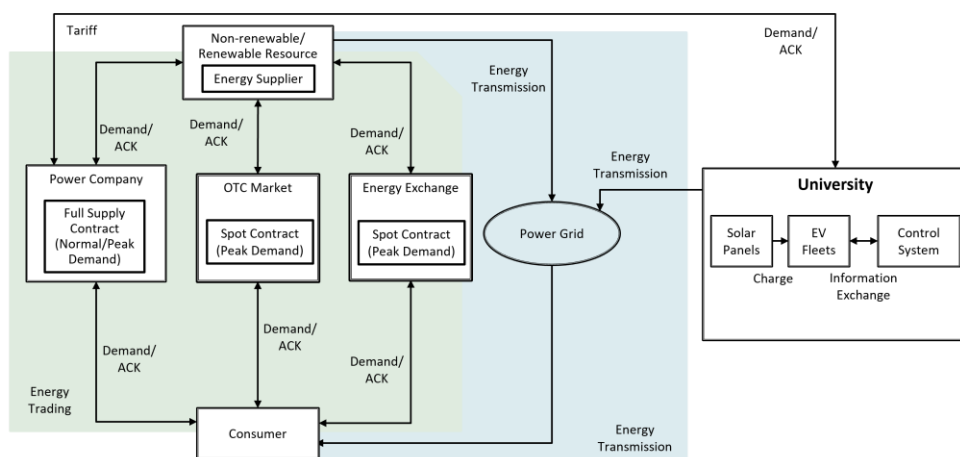 Tariff
Non-renewable/
Renewable Resource
Energy Supplier
Demand/
ACK
Energy
Transmission
Demand/
ACK
Demand/
ACK
Demand/
ACK
Energy
Transmission
Power Company
Full Supply
Contract
(Normal/Peak
Demand)
OTC Market
Spot Contract
(Peak Demand)
Energy Exchange
Spot Contract
(Peak Demand)
Power Grid
University
Solar
Panels
EV
Fleets
Control
System
Charge
Information
Exchange
Demand/
ACK
Demand/
ACK
Demand/
ACK
Energy
Trading
Consumer
Energy
Transmission